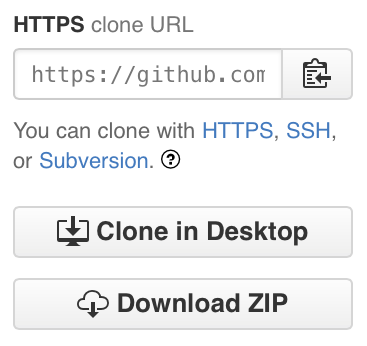 HTTPS clone URL
https://github.com
You can clone with HTTPS, SSH,
or Subversion. ?
Clone in Desktop
Download ZIP